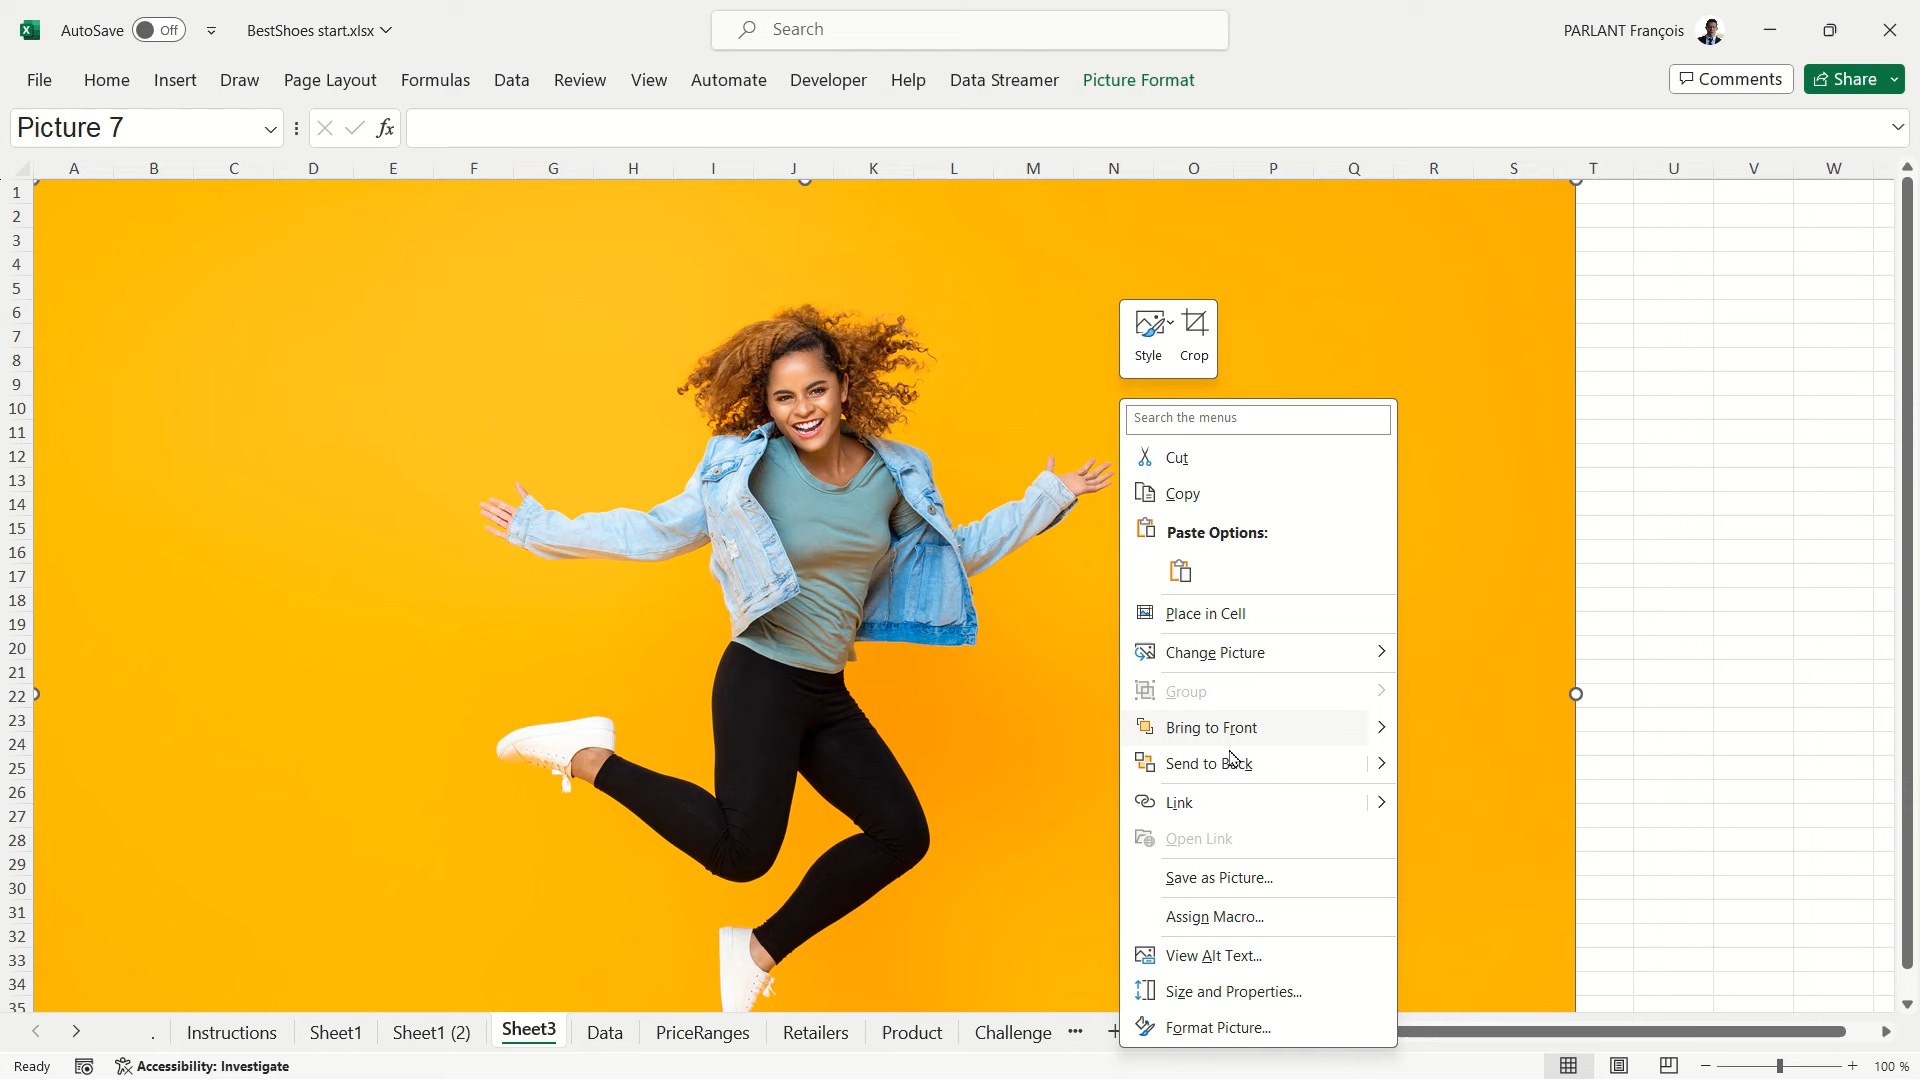 AutoSave Off BestShoes start.xlsx Search PARLANT François
File Home Insert Draw Page Layout Formulas Data Review View Automate Developer Help Data Streamer Picture Format Comments Share
Picture 7 fx
A B C D E F G H I J K L M N O P Q R S T U V W
1
2
3
4
5
6
7
8
9
10
11
12
13
14
15
16
17
18
19
20
21
22
23
24
25
26
27
28
29
30
31
32
33
34
35
Style Crop
Search the menus
Cut
Copy
Paste Options:
Place in Cell
Change Picture
Group
Bring to Front
Send to Back
Link
Open Link
Save as Picture...
Assign Macro...
View Alt Text...
Size and Properties...
Format Picture...
. Instructions Sheet1 Sheet1 (2) Sheet3 Data PriceRanges Retailers Product Challenge ••• +
Ready Accessibility: Investigate 100 %